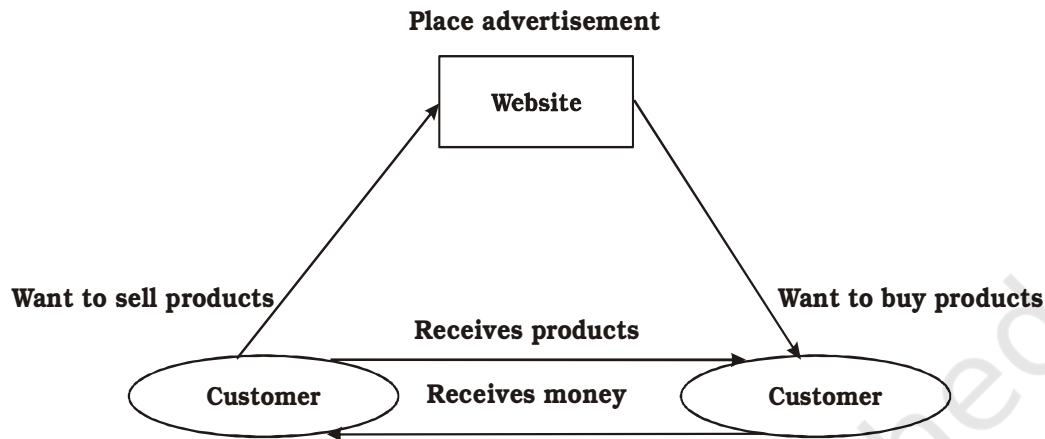 Place advertisement
Website
Want to sell products
Want to buy products
Receives products
Customer
Receives money
Customer